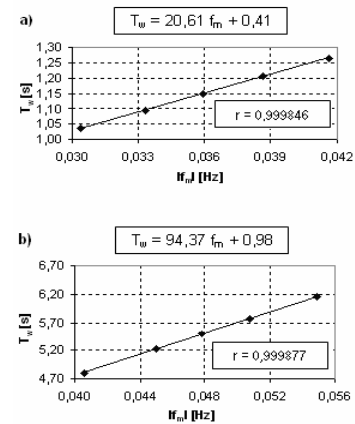 a)
T_w = 20,61 f_m + 0,41
1,30
1,25
1,20
1,15
1,10
1,05
1,00
T_w [s]
r = 0,999846
0,030 0,033 0,036 0,039 0,042
If_mI [Hz]
b)
T_w = 94,37 f_m + 0,98
6,70
6,20
5,70
5,20
4,70
T_w [s]
r = 0,999877
0,040 0,044 0,048 0,052 0,056
If_mI [Hz]